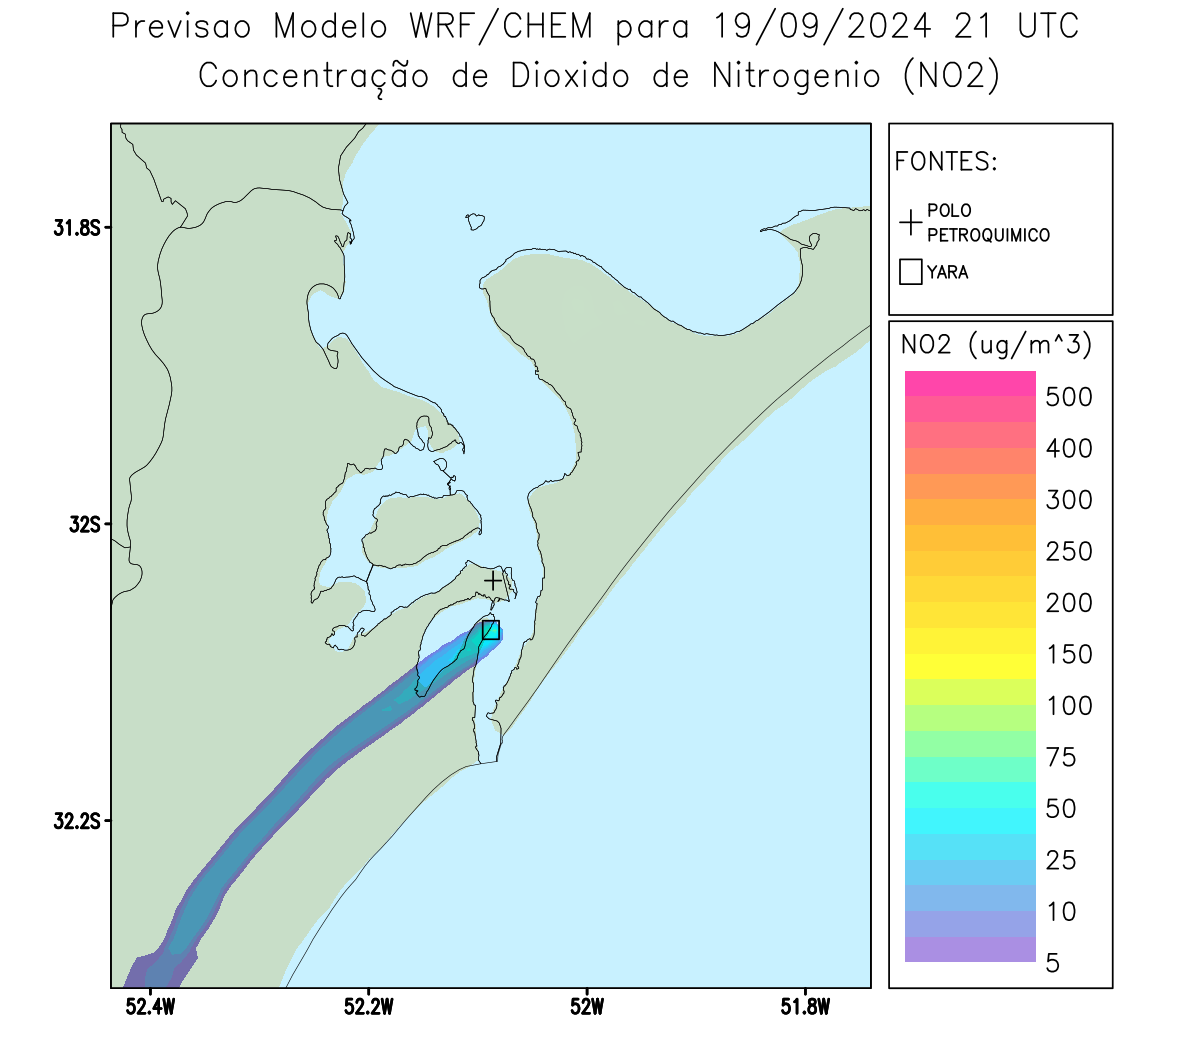 Previsao Modelo WRF/CHEM para 19/09/2024 21 UTC
Concentração de Dioxido de Nitrogenio (NO2)
FONTES:
POLO
PETROQUIMICO
YARA
NO2 (ug/m^3)
500
400
300
250
200
150
100
75
50
25
10
5
31.8S
32S
32.2S
52.4W
52.2W
52W
51.8W